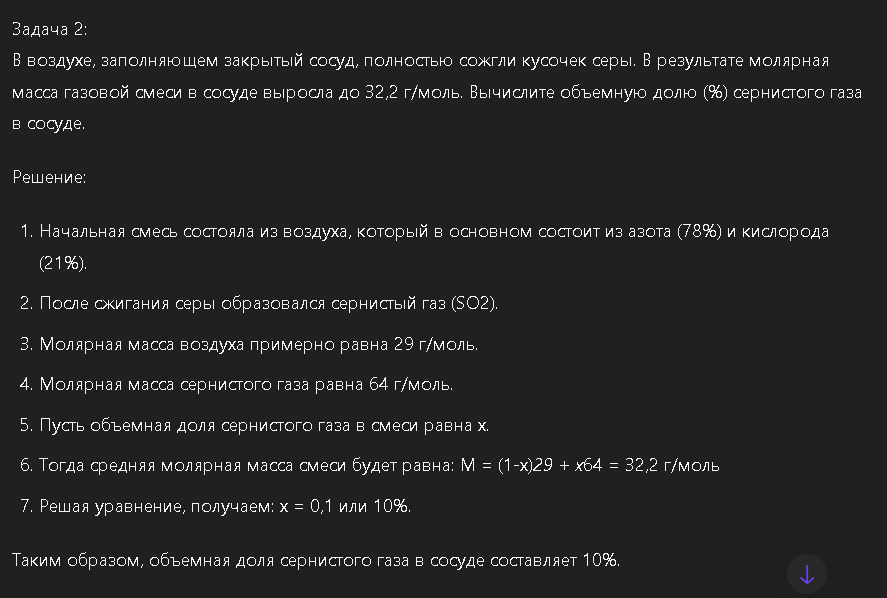 Задача 2:
В воздухе, заполняющем закрытый сосуд, полностью сожгли кусочек серы. В результате молярная
масса газовой смеси в сосуде выросла до 32,2 г/моль. Вычислите объемную долю (%) сернистого газа
в сосуде.
Решение:
1. Начальная смесь состояла из воздуха, который в основном состоит из азота (78%) и кислорода
(21%).
2. После сжигания серы образовался сернистый газ (SO2).
3. Молярная масса воздуха примерно равна 29 г/моль.
4. Молярная масса сернистого газа равна 64 г/моль.
5. Пусть объемная доля сернистого газа в смеси равна x.
6. Тогда средняя молярная масса смеси будет равна: M = (1-x)29 + x64 = 32,2 г/моль
7. Решая уравнение, получаем: x = 0,1 или 10%.
Таким образом, объемная доля сернистого газа в сосуде составляет 10%.